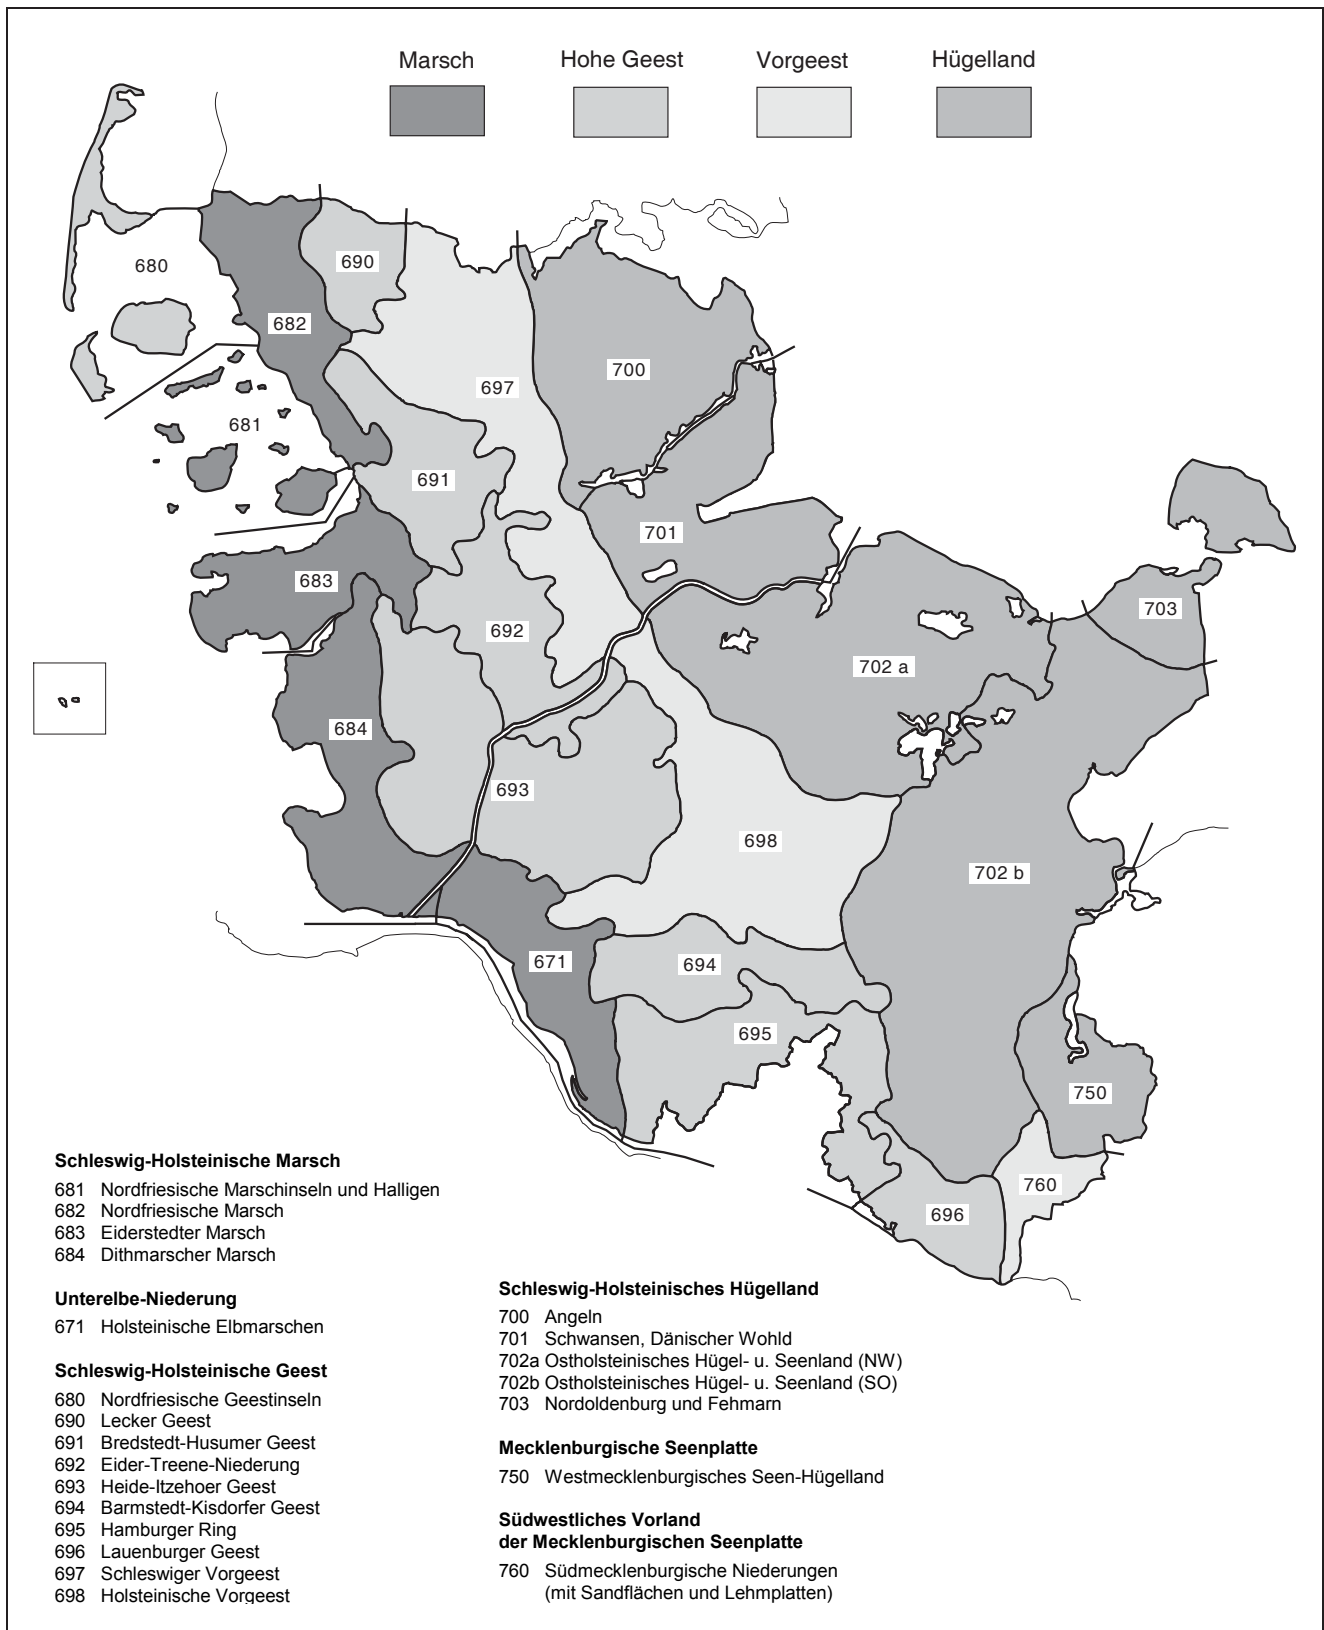 Marsch Hohe Geest Vorgeest Hügelland
680
690
682
697
700
681
691
701
683
703
692
702 a
684
693
698
702 b
671
694
695
750
760
696
Schleswig-Holsteinische Marsch
681 Nordfriesische Marschinseln und Halligen
682 Nordfriesische Marsch
683 Eiderstedter Marsch
684 Dithmarscher Marsch
Unterelbe-Niederung
671 Holsteinische Elbmarschen
Schleswig-Holsteinische Geest
680 Nordfriesische Geestinseln
690 Lecker Geest
691 Bredstedt-Husumer Geest
692 Eider-Treene-Niederung
693 Heide-Itzehoer Geest
694 Barmstedt-Kisdorfer Geest
695 Hamburger Ring
696 Lauenburger Geest
697 Schleswiger Vorgeest
698 Holsteinische Vorgeest
Schleswig-Holsteinisches Hügelland
700 Angeln
701 Schwansen, Dänischer Wohld
702a Ostholsteinisches Hügel- u. Seenland (NW)
702b Ostholsteinisches Hügel- u. Seenland (SO)
703 Nordoldenburg und Fehmarn
Mecklenburgische Seenplatte
750 Westmecklenburgisches Seen-Hügelland
Südwestliches Vorland
der Mecklenburgischen Seenplatte
760 Südmecklenburgische Niederungen
(mit Sandflächen und Lehmplatten)